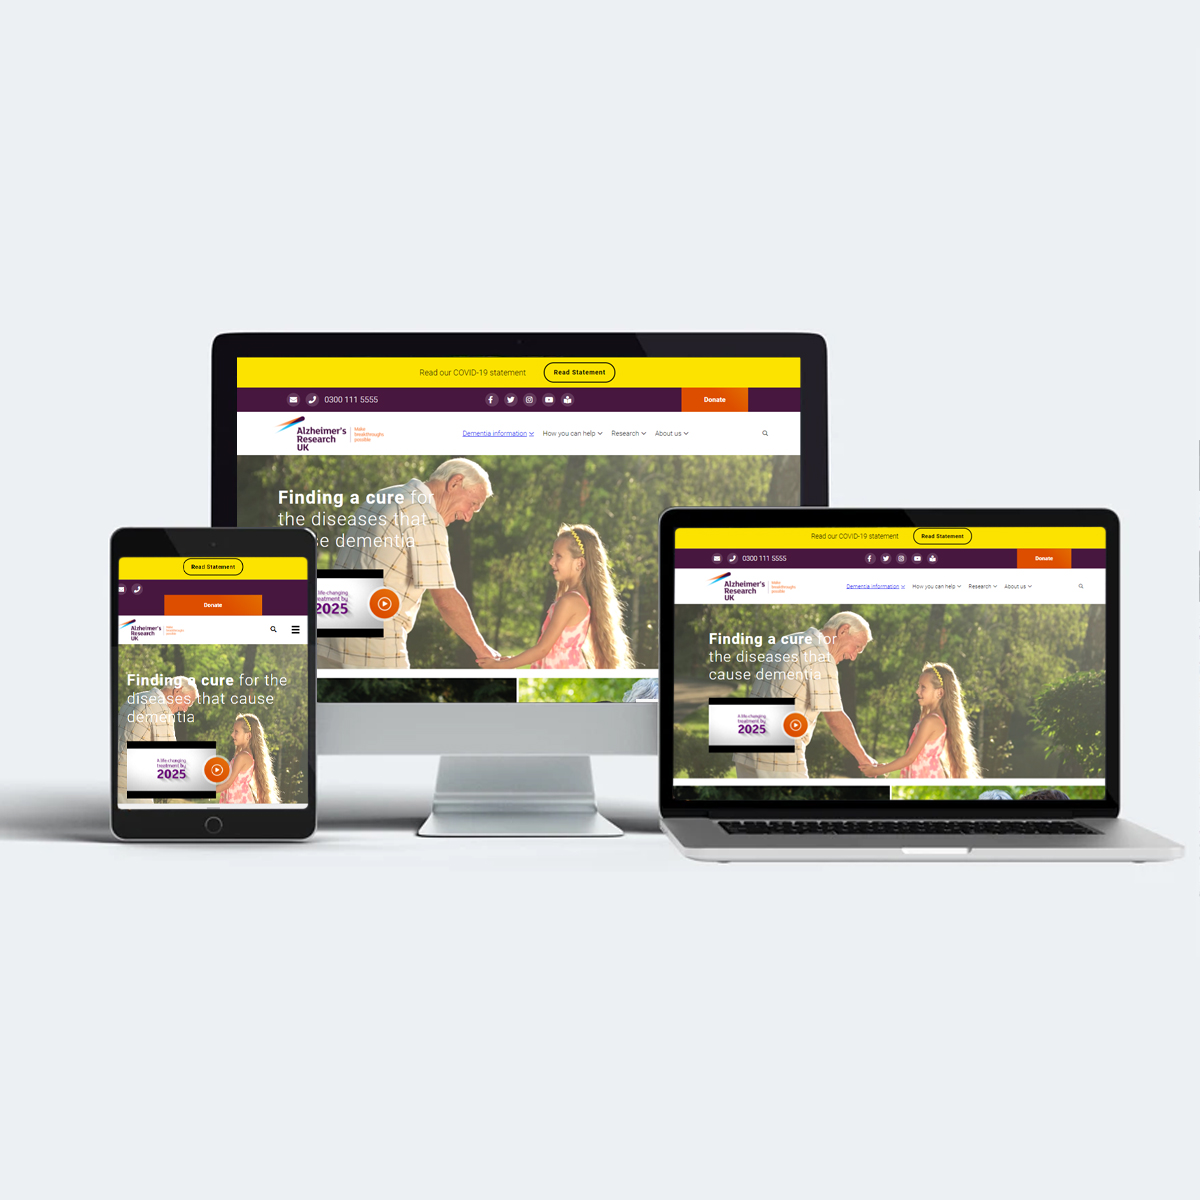 Read our COVID-19 statement
Read Statement
0300 111 5555
Donate
Alzheimer's
Research
UK
Make
breakthroughs
possible
Dementia information
How you can help
Research
About us
Finding a cure for
the diseases that
se dementia
life-changing
treatment by
2025
Read Statement
Donate
Alzheimer's
Research
UK
Finding a cure for the
diseases that cause
dementia
A life-changing
treatment by
2025
Read our COVID-19 statement
Read Statement
0300 111 5555
Donate
Alzheimer's
Research
UK
Make
breakthroughs
possible
Dementia information
How you can help
Research
About us
Finding a cure for
the diseases that
cause dementia
A life-changing
treatment by
2025